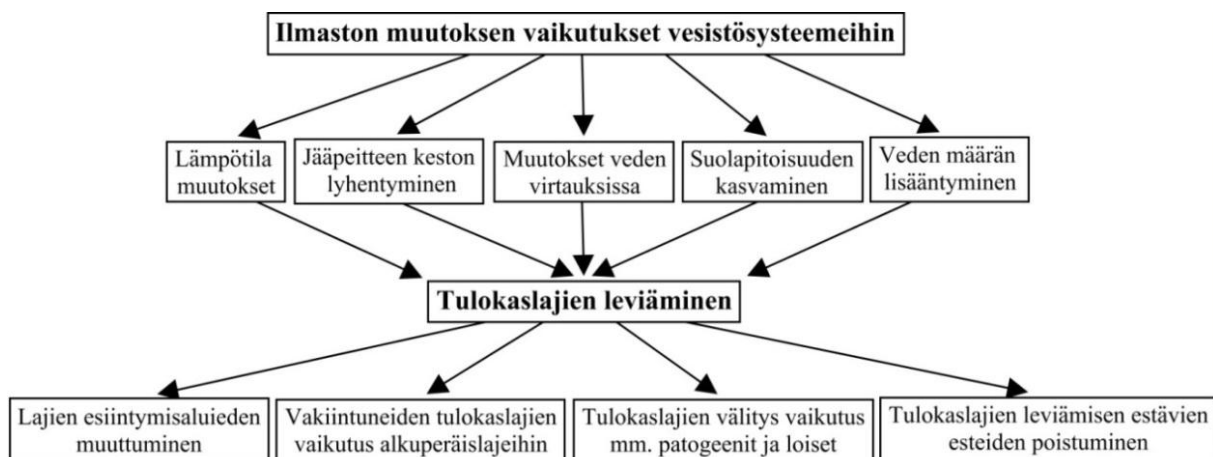 Ilmaston muutoksen vaikutukset vesistösysteemeihin
Lämpötila
muutokset
Jääpeitteen keston
lyhentyminen
Muutokset veden
virtauksissa
Suolapitoisuuden
kasvaminen
Veden määrän
lisääntyminen
Tulokaslajien leviäminen
Lajien esiintymisaluieden
muuttuminen
Vakiintuneiden tulokaslajien
vaikutus alkuperäislajeihin
Tulokaslajien välitys vaikutus
mm. patogeenit ja loiset
Tulokaslajien leviämisen estävien
esteiden poistuminen